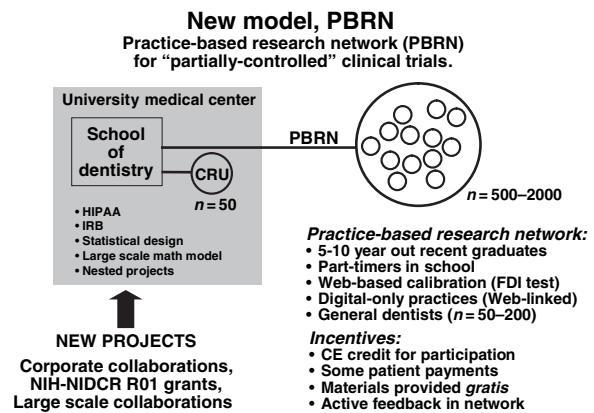 New model, PBRN
Practice-based research network (PBRN)
for “partially-controlled” clinical trials.
University medical center
School
of
dentistry
CRU
n = 50
• HIPAA
• IRB
• Statistical design
• Large scale math model
• Nested projects
PBRN
n = 500–2000
NEW PROJECTS
Corporate collaborations,
NIH-NIDCR R01 grants,
Large scale collaborations
Practice-based research network:
• 5-10 year out recent graduates
• Part-timers in school
• Web-based calibration (FDI test)
• Digital-only practices (Web-linked)
• General dentists (n = 50–200)
Incentives:
• CE credit for participation
• Some patient payments
• Materials provided gratis
• Active feedback in network